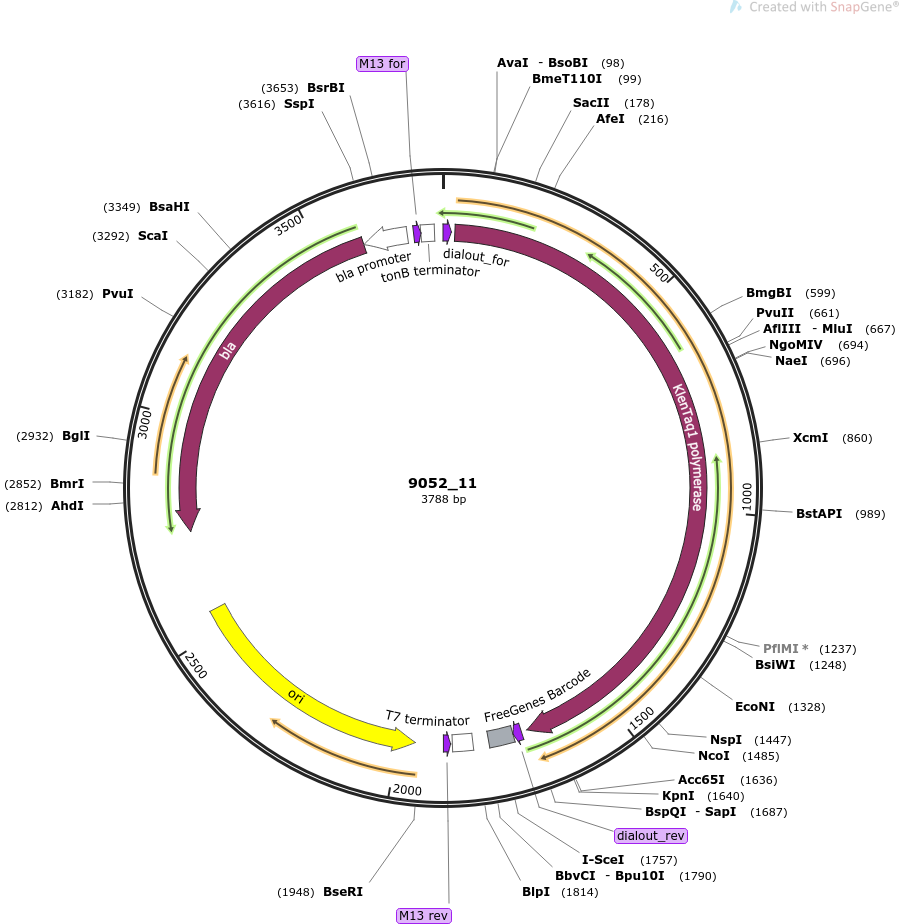 Created with SnapGene®
M13 for
AvaI - BsoBI (98)
BmeT110I (99)
SacII (178)
AfeI (216)
(3653) BsrBI
(3616) SspI
(3349) BsaHI
(3292) ScaI
(3182) PvuI
(2932) BglI
(2852) BmrI
(2812) AhdI
3500
bla promoter
tonB terminator
dialout_for
500
BmgBI (599)
PvuII (661)
AflIII - MluI (667)
NgoMIV (694)
NaeI (696)
XcmI (860)
BstAPI (989)
bla
3000
KlenTaq1 polymerase
1000
9052_11
3788 bp
PflMI * (1237)
BsiWI (1248)
EcoNI (1328)
NspI (1447)
NcoI (1485)
Acc65I (1636)
KpnI (1640)
BspQI - SapI (1687)
dialout_rev
I-SceI (1757)
BbvCI - Bpu10I (1790)
BlpI (1814)
2500
ori
T7 terminator
FreeGenes Barcode
1500
2000
(1948) BseRI
M13 rev